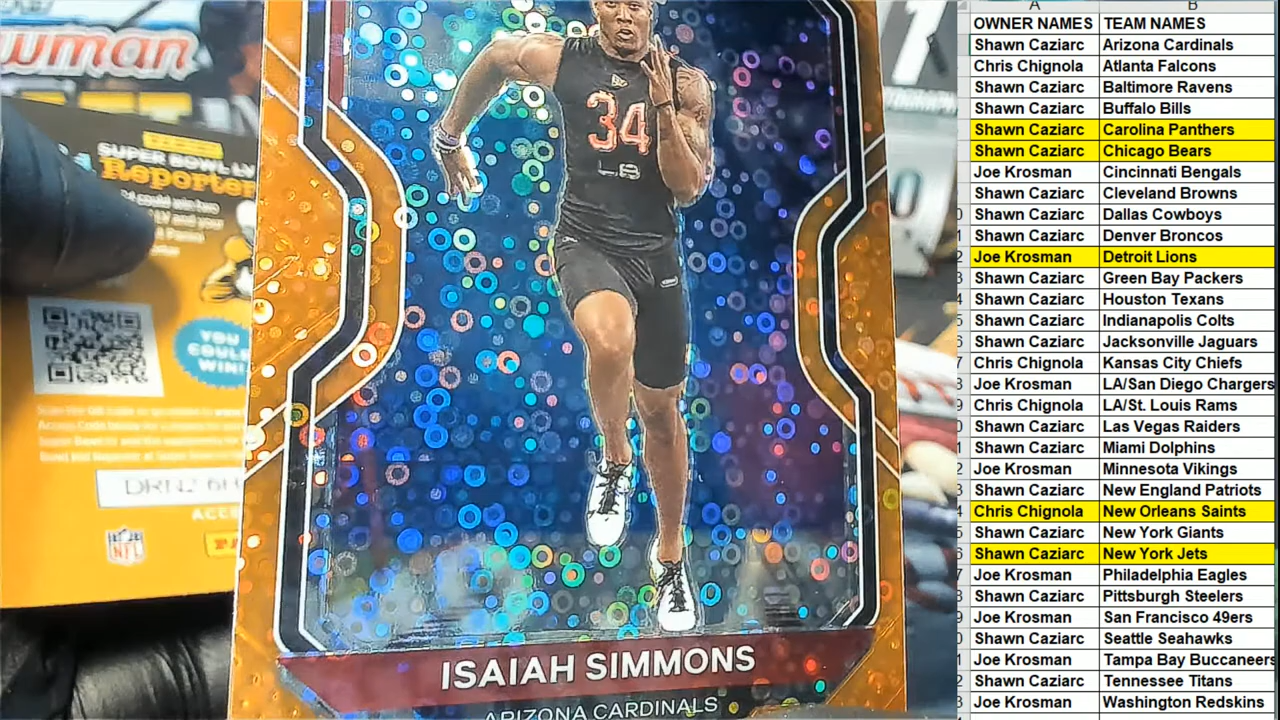 wman
SUPER BOWL LV
Reporter
YOU
COULD
WIN!
NFL
34
LB
ISAIAH SIMMONS
ARIZONA CARDINALS
A B
OWNER NAMES TEAM NAMES
Shawn Caziarc Arizona Cardinals
Chris Chignola Atlanta Falcons
Shawn Caziarc Baltimore Ravens
Shawn Caziarc Buffalo Bills
Shawn Caziarc Carolina Panthers
Shawn Caziarc Chicago Bears
Joe Krosman Cincinnati Bengals
Shawn Caziarc Cleveland Browns
Shawn Caziarc Dallas Cowboys
Shawn Caziarc Denver Broncos
Joe Krosman Detroit Lions
Shawn Caziarc Green Bay Packers
Shawn Caziarc Houston Texans
Shawn Caziarc Indianapolis Colts
Shawn Caziarc Jacksonville Jaguars
Chris Chignola Kansas City Chiefs
Joe Krosman LA/San Diego Chargers
Chris Chignola LA/St. Louis Rams
Shawn Caziarc Las Vegas Raiders
Shawn Caziarc Miami Dolphins
Joe Krosman Minnesota Vikings
Shawn Caziarc New England Patriots
Chris Chignola New Orleans Saints
Shawn Caziarc New York Giants
Shawn Caziarc New York Jets
Joe Krosman Philadelphia Eagles
Shawn Caziarc Pittsburgh Steelers
Joe Krosman San Francisco 49ers
Shawn Caziarc Seattle Seahawks
Joe Krosman Tampa Bay Buccaneers
Shawn Caziarc Tennessee Titans
Joe Krosman Washington Redskins